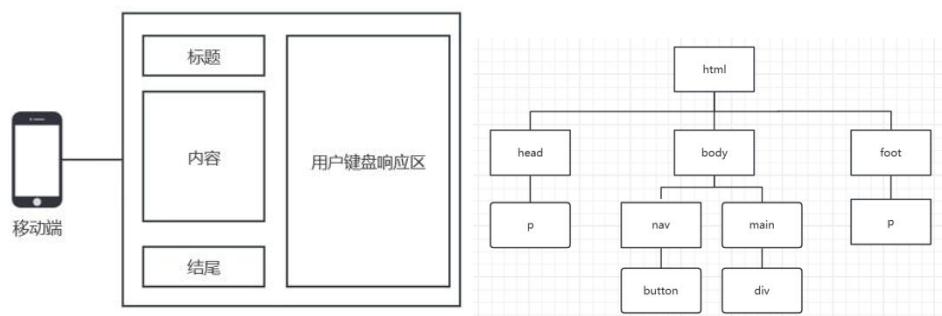 标题
内容
用户键盘响应区
移动端
结尾
html
head
body
foot
p
nav
main
p
button
div